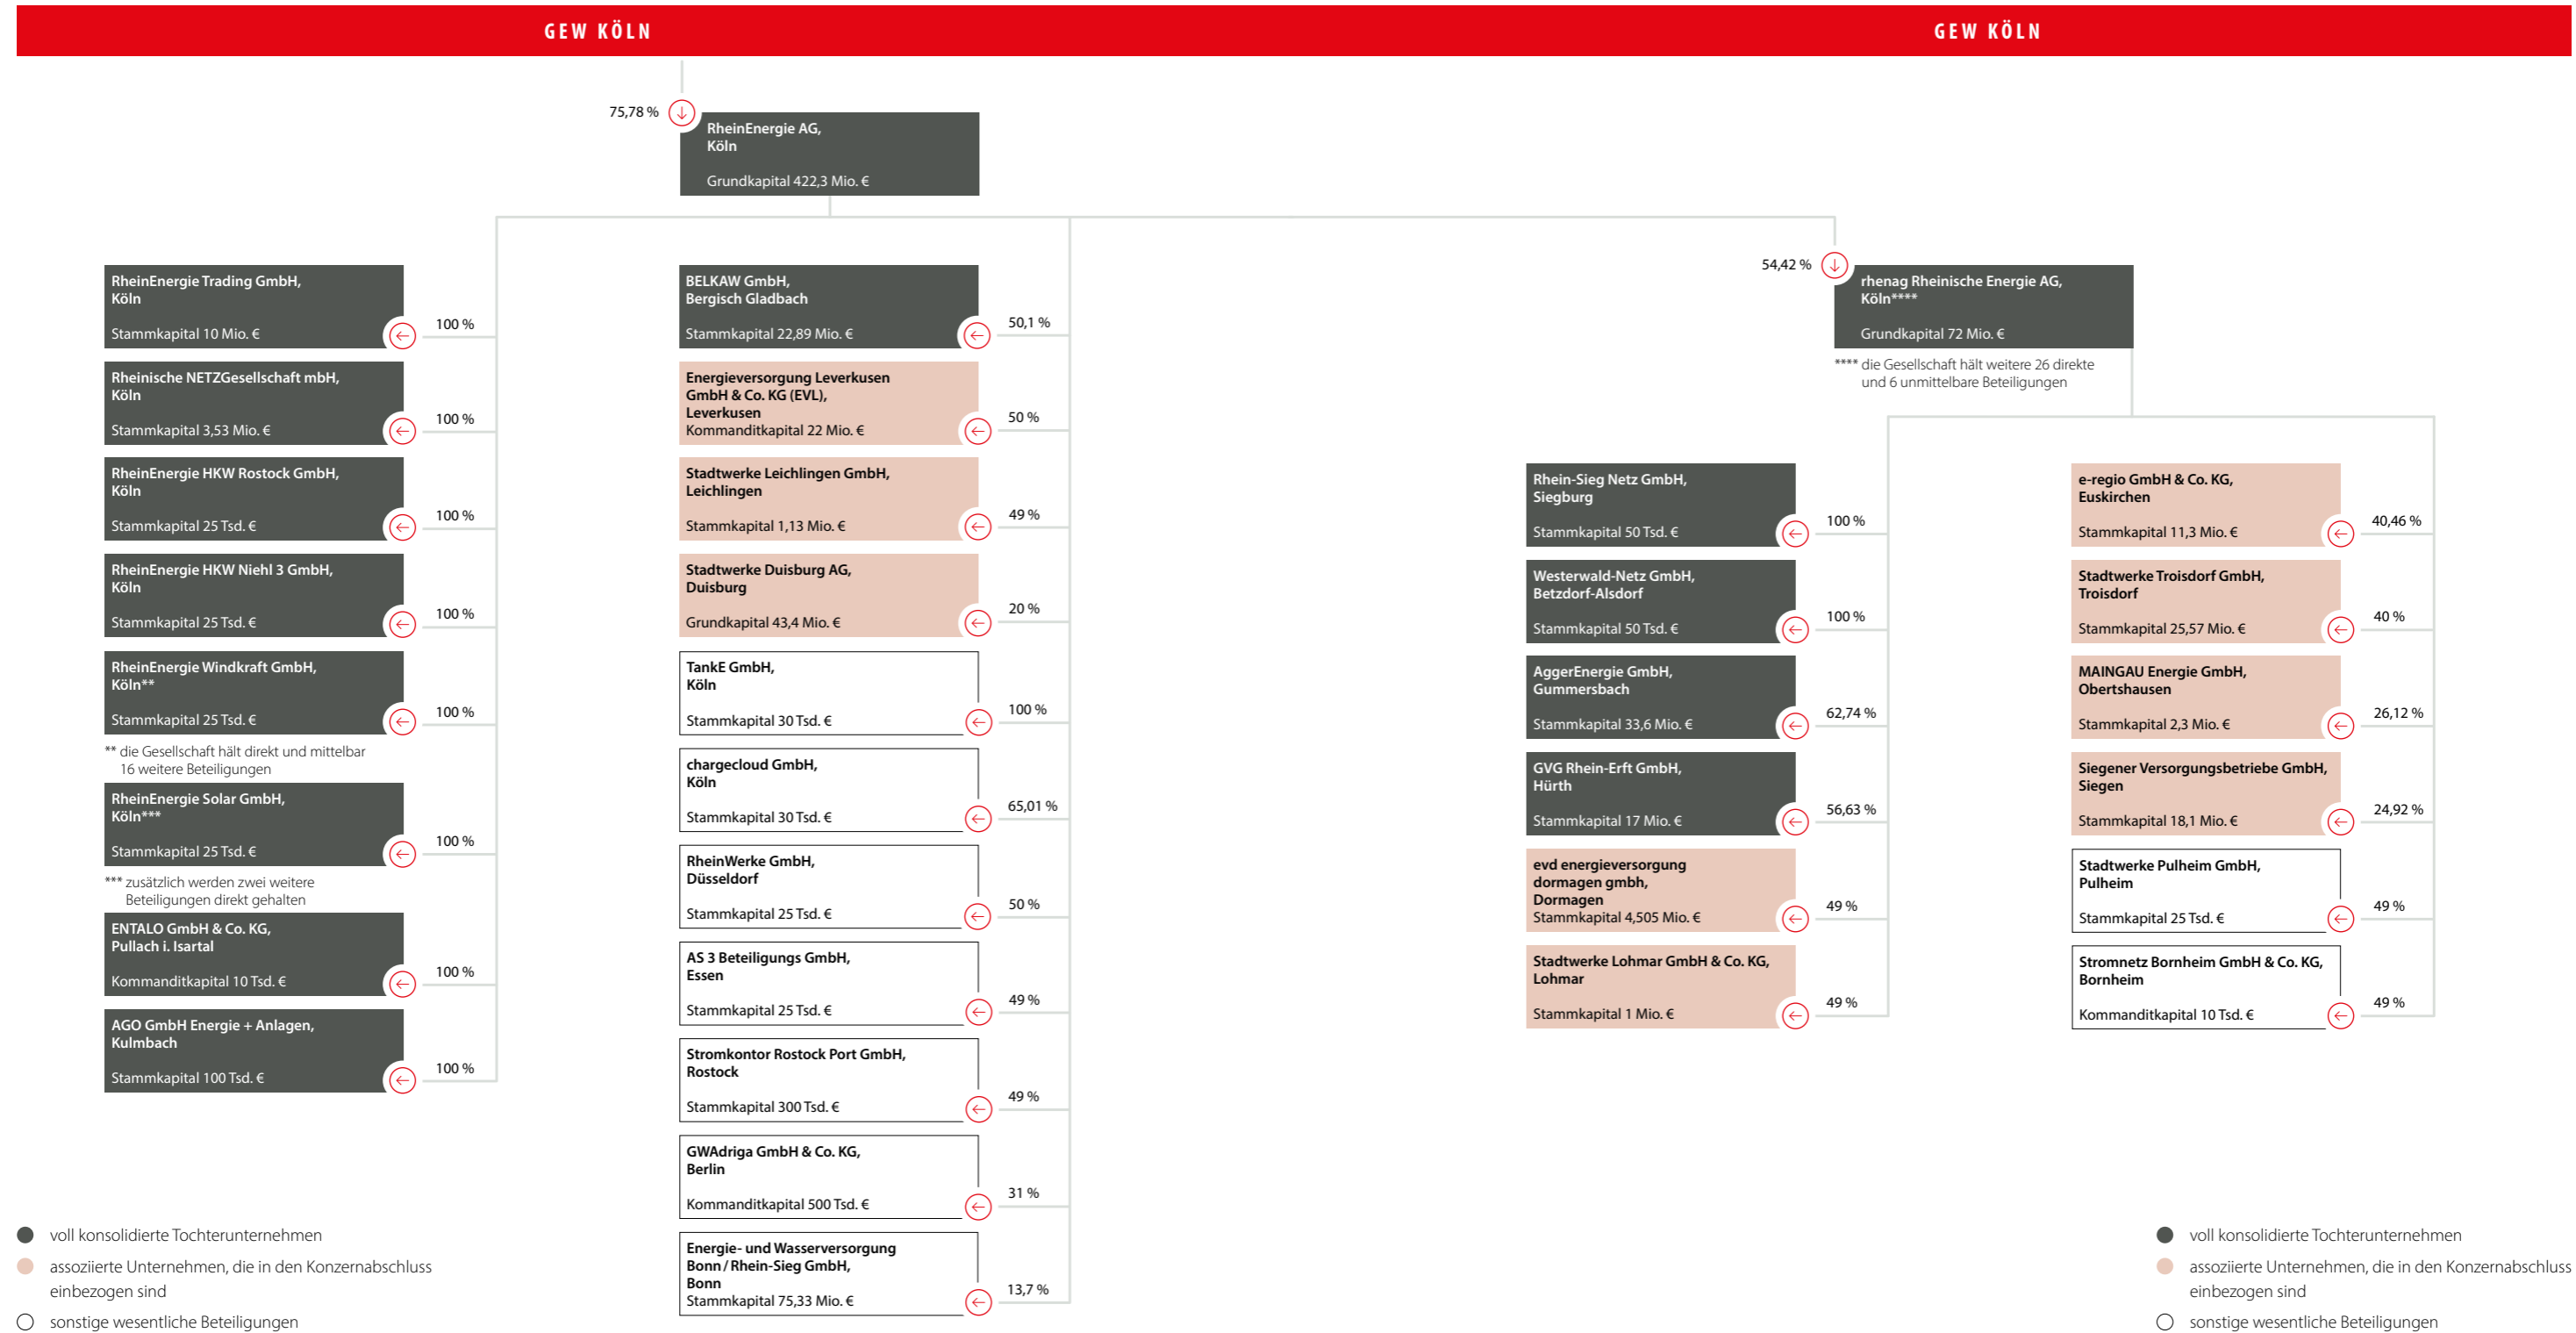 GEW KÖLN
GEW KÖLN
75,78 %
RheinEnergie AG,
Köln
Grundkapital 422,3 Mio. €
RheinEnergie Trading GmbH,
Köln
Stammkapital 10 Mio. €
100 %
Rheinische NETZGesellschaft mbH,
Köln
Stammkapital 3,53 Mio. €
100 %
RheinEnergie HKW Rostock GmbH,
Köln
Stammkapital 25 Tsd. €
100 %
RheinEnergie HKW Niehl 3 GmbH,
Köln
Stammkapital 25 Tsd. €
100 %
RheinEnergie Windkraft GmbH,
Köln**
Stammkapital 25 Tsd. €
100 %
** die Gesellschaft hält direkt und mittelbar
16 weitere Beteiligungen
RheinEnergie Solar GmbH,
Köln***
Stammkapital 25 Tsd. €
100 %
*** zusätzlich werden zwei weitere
Beteiligungen direkt gehalten
ENTALO GmbH & Co. KG,
Pullach i. Isartal
Kommanditkapital 10 Tsd. €
100 %
AGO GmbH Energie + Anlagen,
Kulmbach
Stammkapital 100 Tsd. €
100 %
BELKAW GmbH,
Bergisch Gladbach
Stammkapital 22,89 Mio. €
50,1 %
Energieversorgung Leverkusen
GmbH & Co. KG (EVL),
Leverkusen
Kommanditkapital 22 Mio. €
50 %
Stadtwerke Leichlingen GmbH,
Leichlingen
Stammkapital 1,13 Mio. €
49 %
Stadtwerke Duisburg AG,
Duisburg
Grundkapital 43,4 Mio. €
20 %
TankE GmbH,
Köln
Stammkapital 30 Tsd. €
100 %
chargecloud GmbH,
Köln
Stammkapital 30 Tsd. €
65,01 %
RheinWerke GmbH,
Düsseldorf
Stammkapital 25 Tsd. €
50 %
AS 3 Beteiligungs GmbH,
Essen
Stammkapital 25 Tsd. €
49 %
Stromkontor Rostock Port GmbH,
Rostock
Stammkapital 300 Tsd. €
49 %
GWAdriga GmbH & Co. KG,
Berlin
Kommanditkapital 500 Tsd. €
31 %
Energie- und Wasserversorgung
Bonn / Rhein-Sieg GmbH,
Bonn
Stammkapital 75,33 Mio. €
13,7 %
54,42 %
rhenag Rheinische Energie AG,
Köln****
Grundkapital 72 Mio. €
**** die Gesellschaft hält weitere 26 direkte
und 6 unmittelbare Beteiligungen
Rhein-Sieg Netz GmbH,
Siegburg
Stammkapital 50 Tsd. €
100 %
Westerwald-Netz GmbH,
Betzdorf-Alsdorf
Stammkapital 50 Tsd. €
100 %
AggerEnergie GmbH,
Gummersbach
Stammkapital 33,6 Mio. €
62,74 %
GVG Rhein-Erft GmbH,
Hürth
Stammkapital 17 Mio. €
56,63 %
evd energieversorgung
dormagen gmbh,
Dormagen
Stammkapital 4,505 Mio. €
49 %
Stadtwerke Lohmar GmbH & Co. KG,
Lohmar
Stammkapital 1 Mio. €
49 %
e-regio GmbH & Co. KG,
Euskirchen
Stammkapital 11,3 Mio. €
40,46 %
Stadtwerke Troisdorf GmbH,
Troisdorf
Stammkapital 25,57 Mio. €
40 %
MAINGAU Energie GmbH,
Obertshausen
Stammkapital 2,3 Mio. €
26,12 %
Siegener Versorgungsbetriebe GmbH,
Siegen
Stammkapital 18,1 Mio. €
24,92 %
Stadtwerke Pulheim GmbH,
Pulheim
Stammkapital 25 Tsd. €
49 %
Stromnetz Bornheim GmbH & Co. KG,
Bornheim
Kommanditkapital 10 Tsd. €
49 %
voll konsolidierte Tochterunternehmen
assoziierte Unternehmen, die in den Konzernabschluss
einbezogen sind
sonstige wesentliche Beteiligungen
voll konsolidierte Tochterunternehmen
assoziierte Unternehmen, die in den Konzernabschluss
einbezogen sind
sonstige wesentliche Beteiligungen